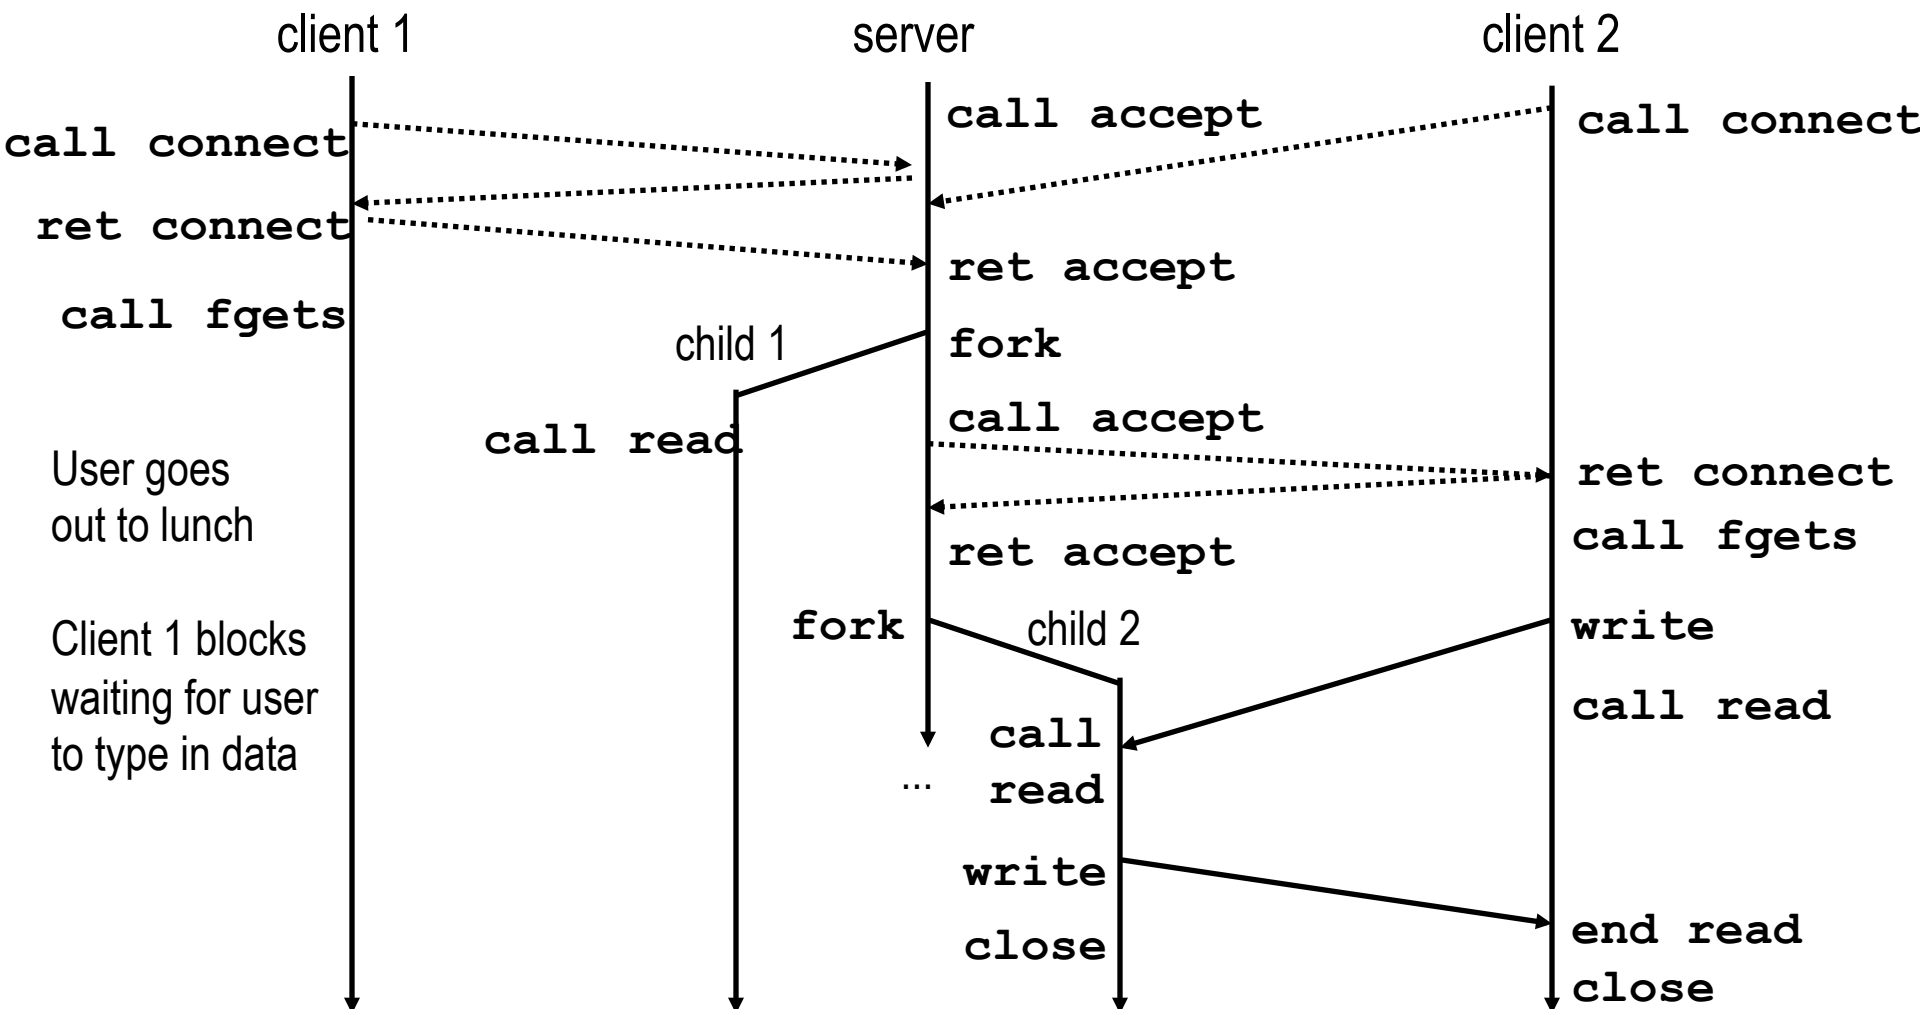 client 1
server
client 2
call accept
call connect
call connect
ret connect
ret accept
call fgets
child 1
fork
call accept
call read
User goes
out to lunch
ret connect
call fgets
ret accept
fork
child 2
write
Client 1 blocks
waiting for user
to type in data
call read
call
read
...
write
close
end read
close